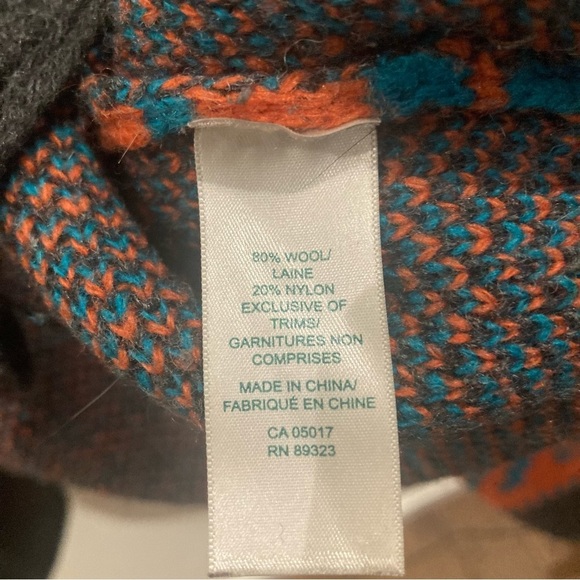 80% WOOL/
LAINE
20% NYLON
EXCLUSIVE OF
TRIMS/
GARNITURES NON
COMPRISES
MADE IN CHINA/
FABRIQUÉ EN CHINE
CA 05017
RN 89323